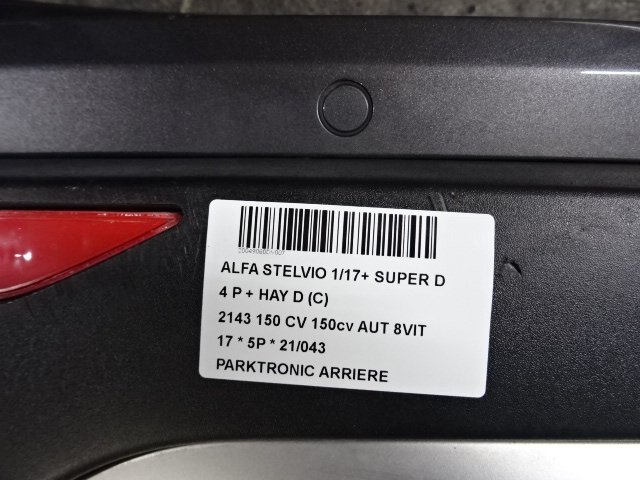 ALFA STELVIO 1/17+ SUPER D
4 P + HAY D (C)
2143 150 CV 150cv AUT 8VIT
17 * 5P * 21/043
PARKTRONIC ARRIERE